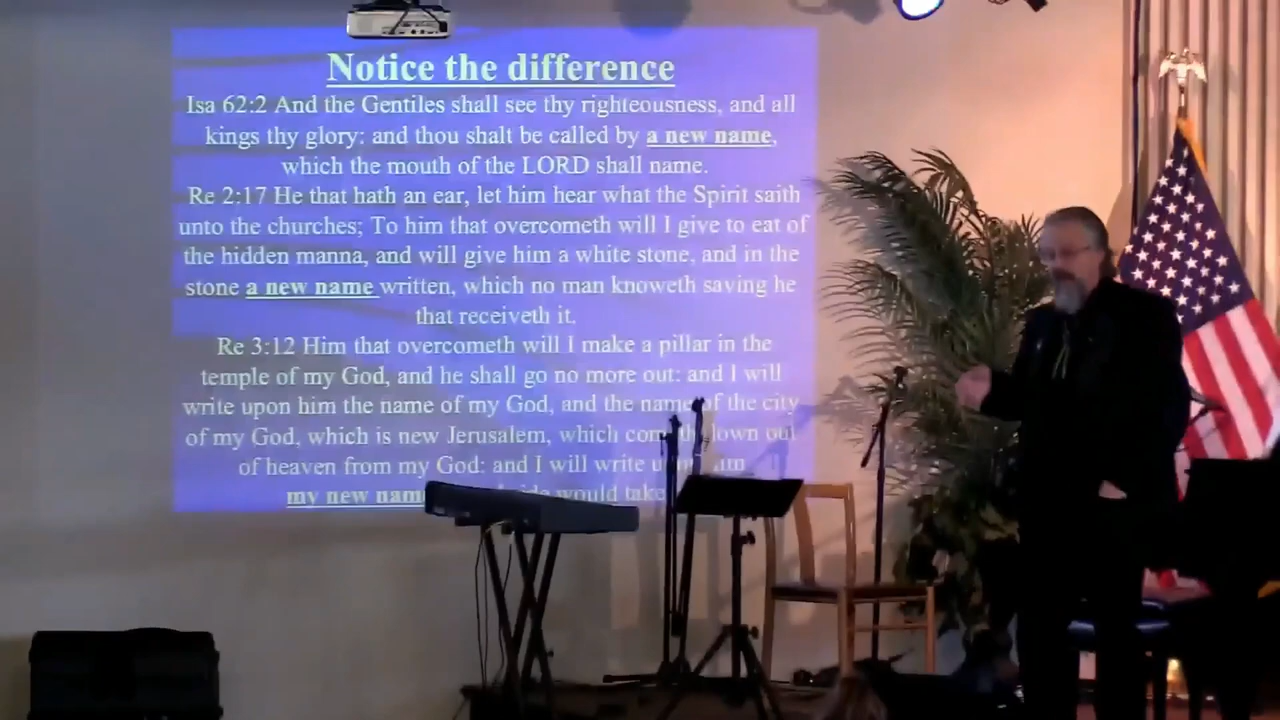 Notice the difference
Isa 62:2 And the Gentiles shall see thy righteousness, and all
kings thy glory: and thou shalt be called by a new name,
which the mouth of the LORD shall name.
Re 2:17 He that hath an ear, let him hear what the Spirit saith
unto the churches; To him that overcometh will I give to eat of
the hidden manna, and will give him a white stone, and in the
stone a new name written, which no man knoweth saving he
that receiveth it.
Re 3:12 Him that overcometh will I make a pillar in the
temple of my God, and he shall go no more out: and I will
write upon him the name of my God, and the name of the city
of my God, which is new Jerusalem, which down out
of heaven from my God: and I will write
my new would take